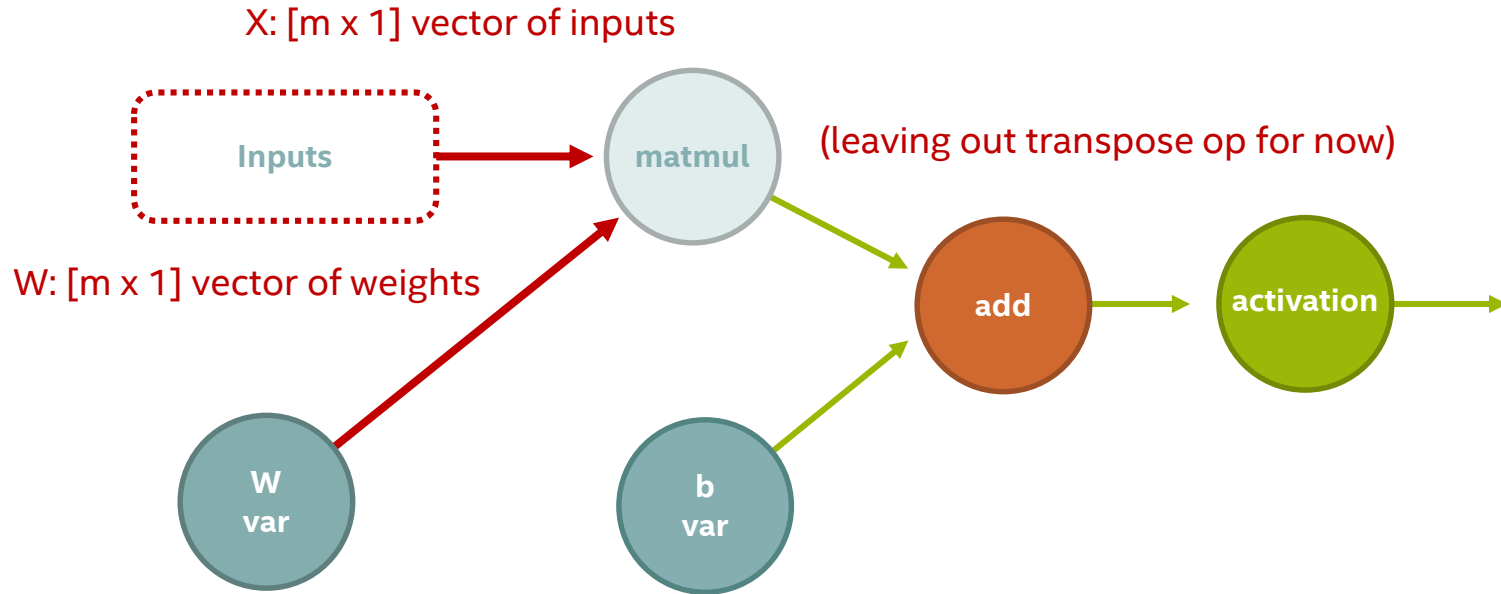 X: [m x 1] vector of inputs
Inputs
matmul
(leaving out transpose op for now)
W: [m x 1] vector of weights
add
activation
W
var
b
var